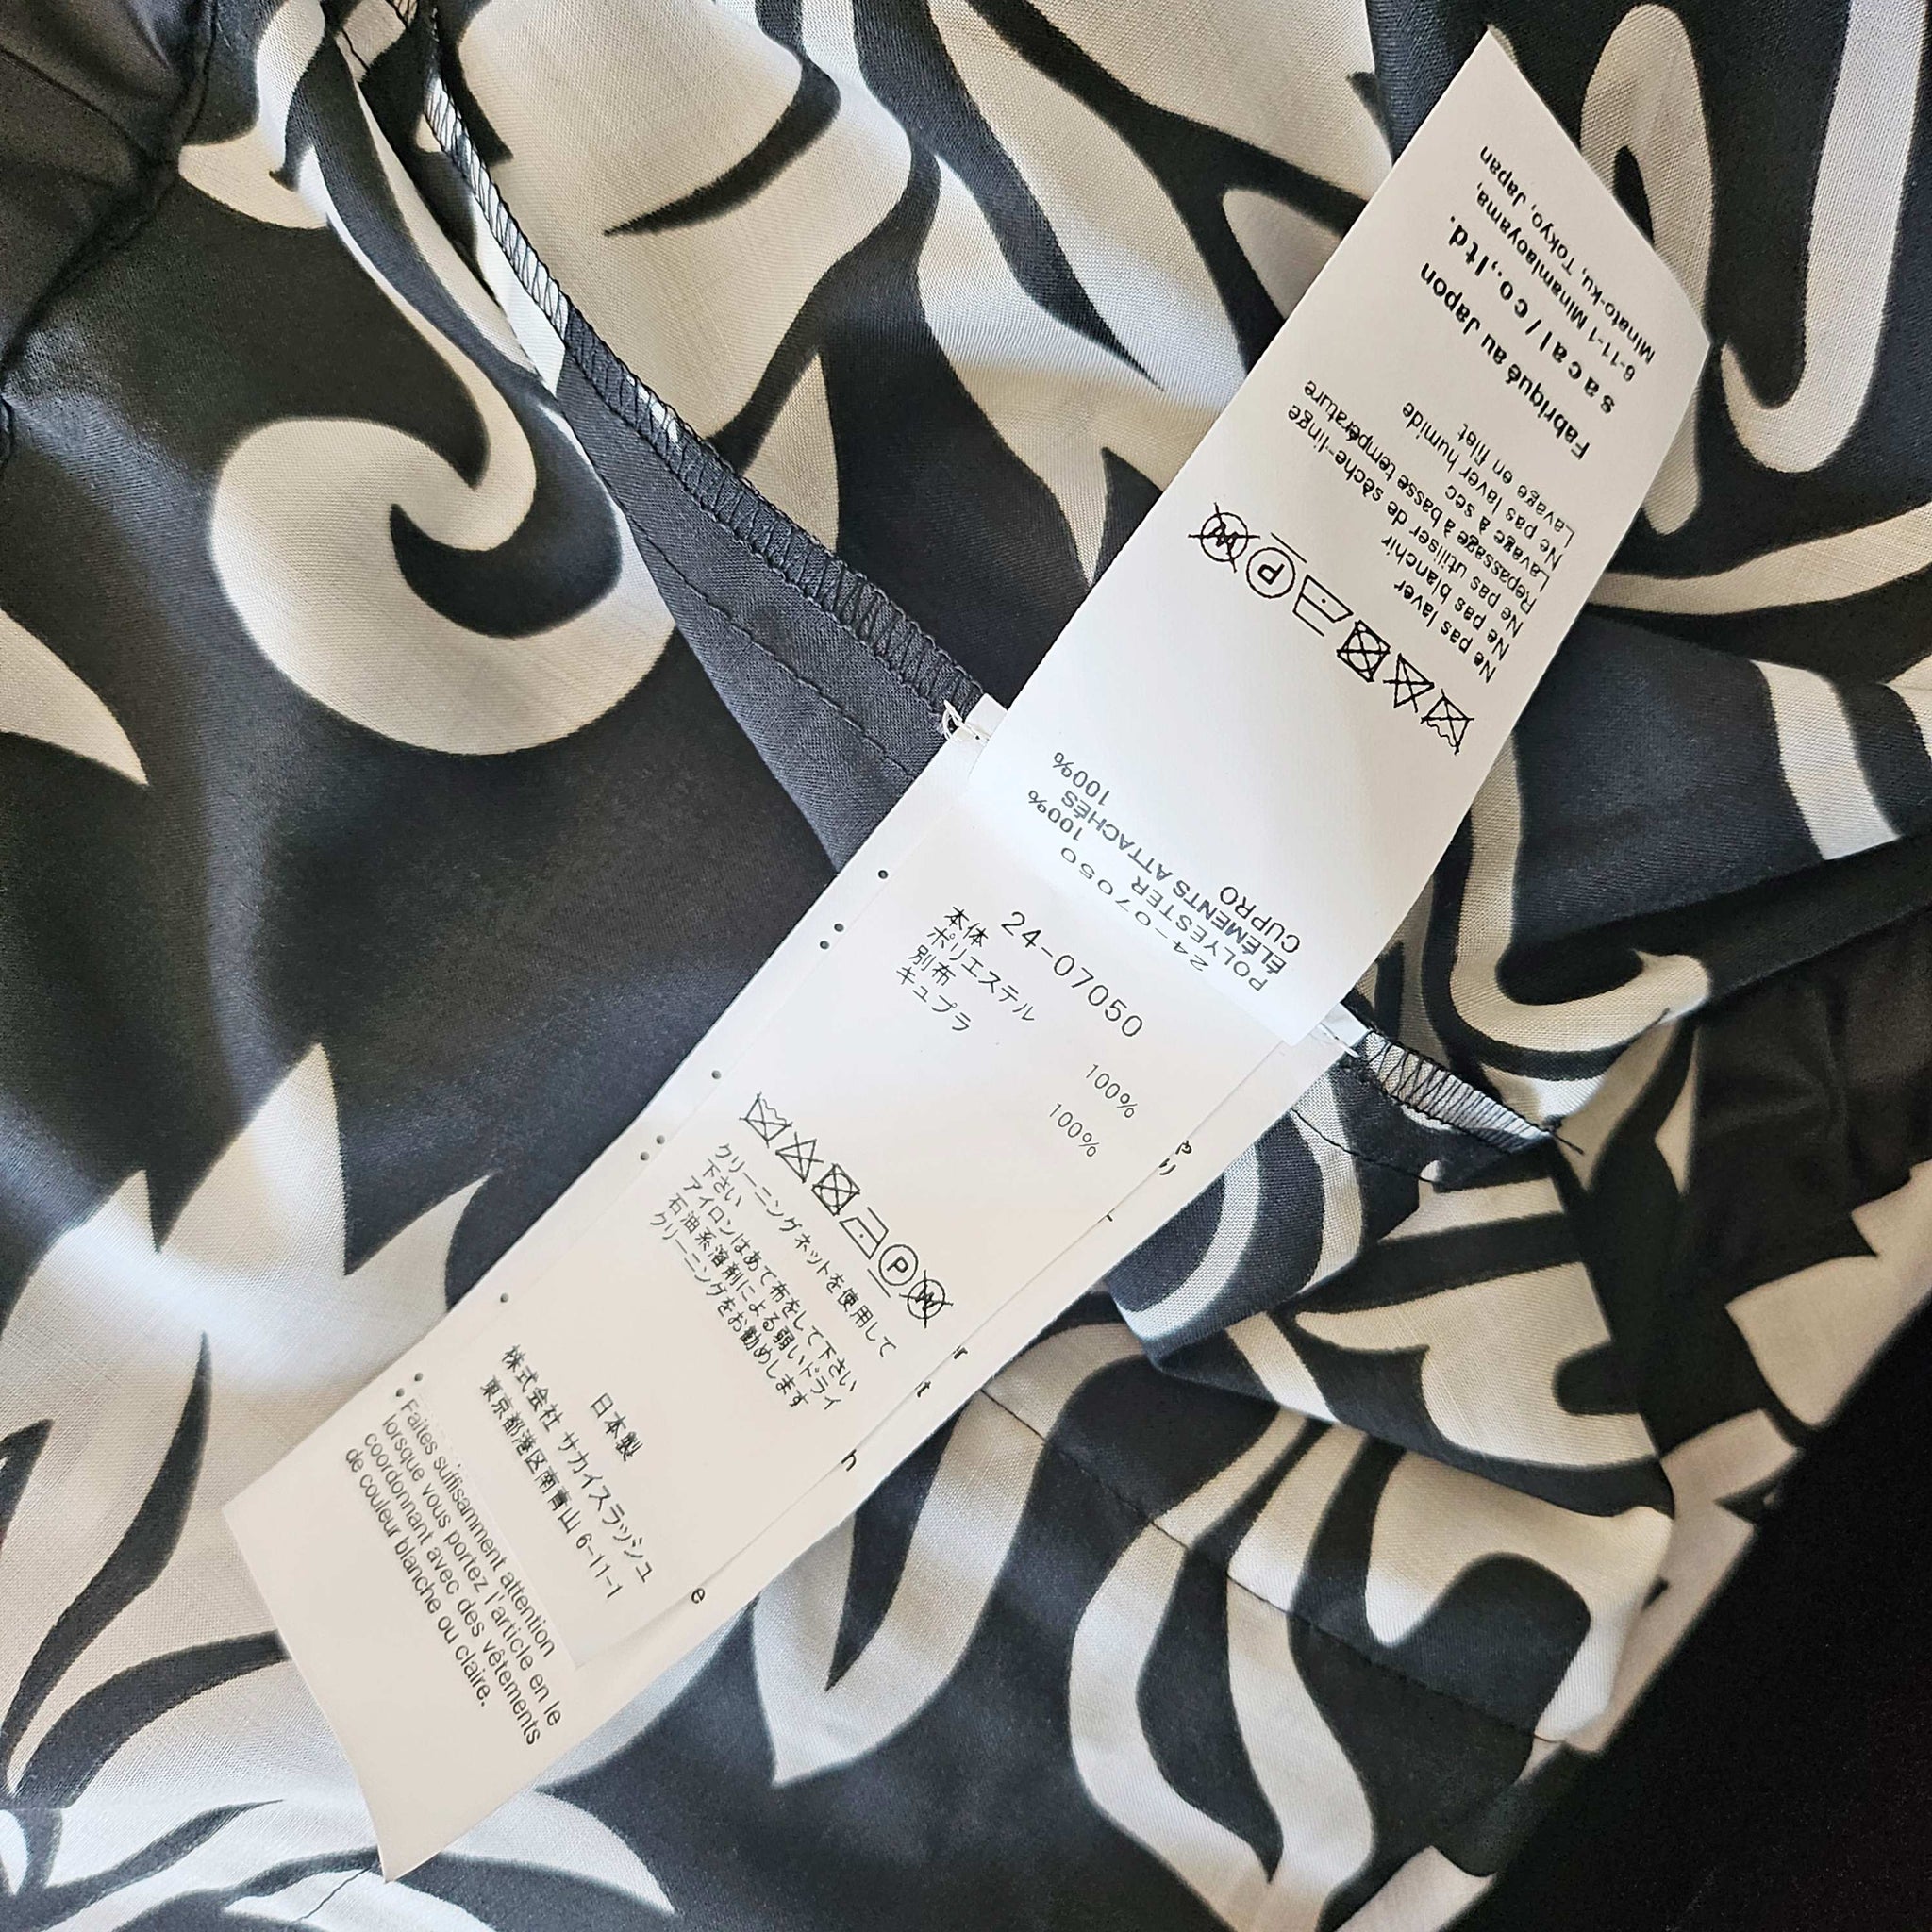 24-07050
本体
ポリエステル 100%
別布
キュプラ 100%
クリーニングネットを使用して
下さい
アイロンはあて布をして下さい
石油系溶剤による弱いドライ
クリーニングをお勧めします
日本製
株式会社 サカイスラッシュ
東京都港区南青山 6-11-1
Faites suffisamment attention
lorsque vous portez l'article en le
coordonnant avec des vêtements
de couleur blanche ou claire.
24-07050
POLYESTER 100%
ÉLÉMENTS ATTACHÉS
CUPRO 100%
Ne pas laver
Ne pas blanchir
Ne pas utiliser de sèche-linge
Repassage à basse température
Lavage à sec
Ne pas laver humide
Lavage en filet
Fabriqué au Japon
sacai/co.,ltd.
6-11-1 Minamiaoyama,
Minato-ku, Tokyo, Japan